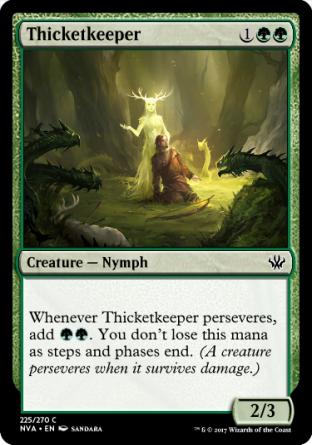 Thicketkeeper 1
Creature — Nymph
Whenever Thicketkeeper perseveres,
add. You don't lose this mana
as steps and phases end. (A creature
perseveres when it survives damage.)
2/3
225/270 C
NVA • EN SANDARA
™ & © 2017 Wizards of the Coast